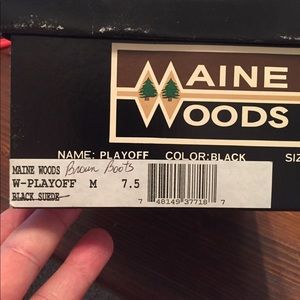 MAINE
WOODS
NAME: PLAYOFF COLOR: BLACK SIZ
MAINE WOODS Brown Boots
W-PLAYOFF M 7.5
BLACK SUEDE
7 48149 37718 7